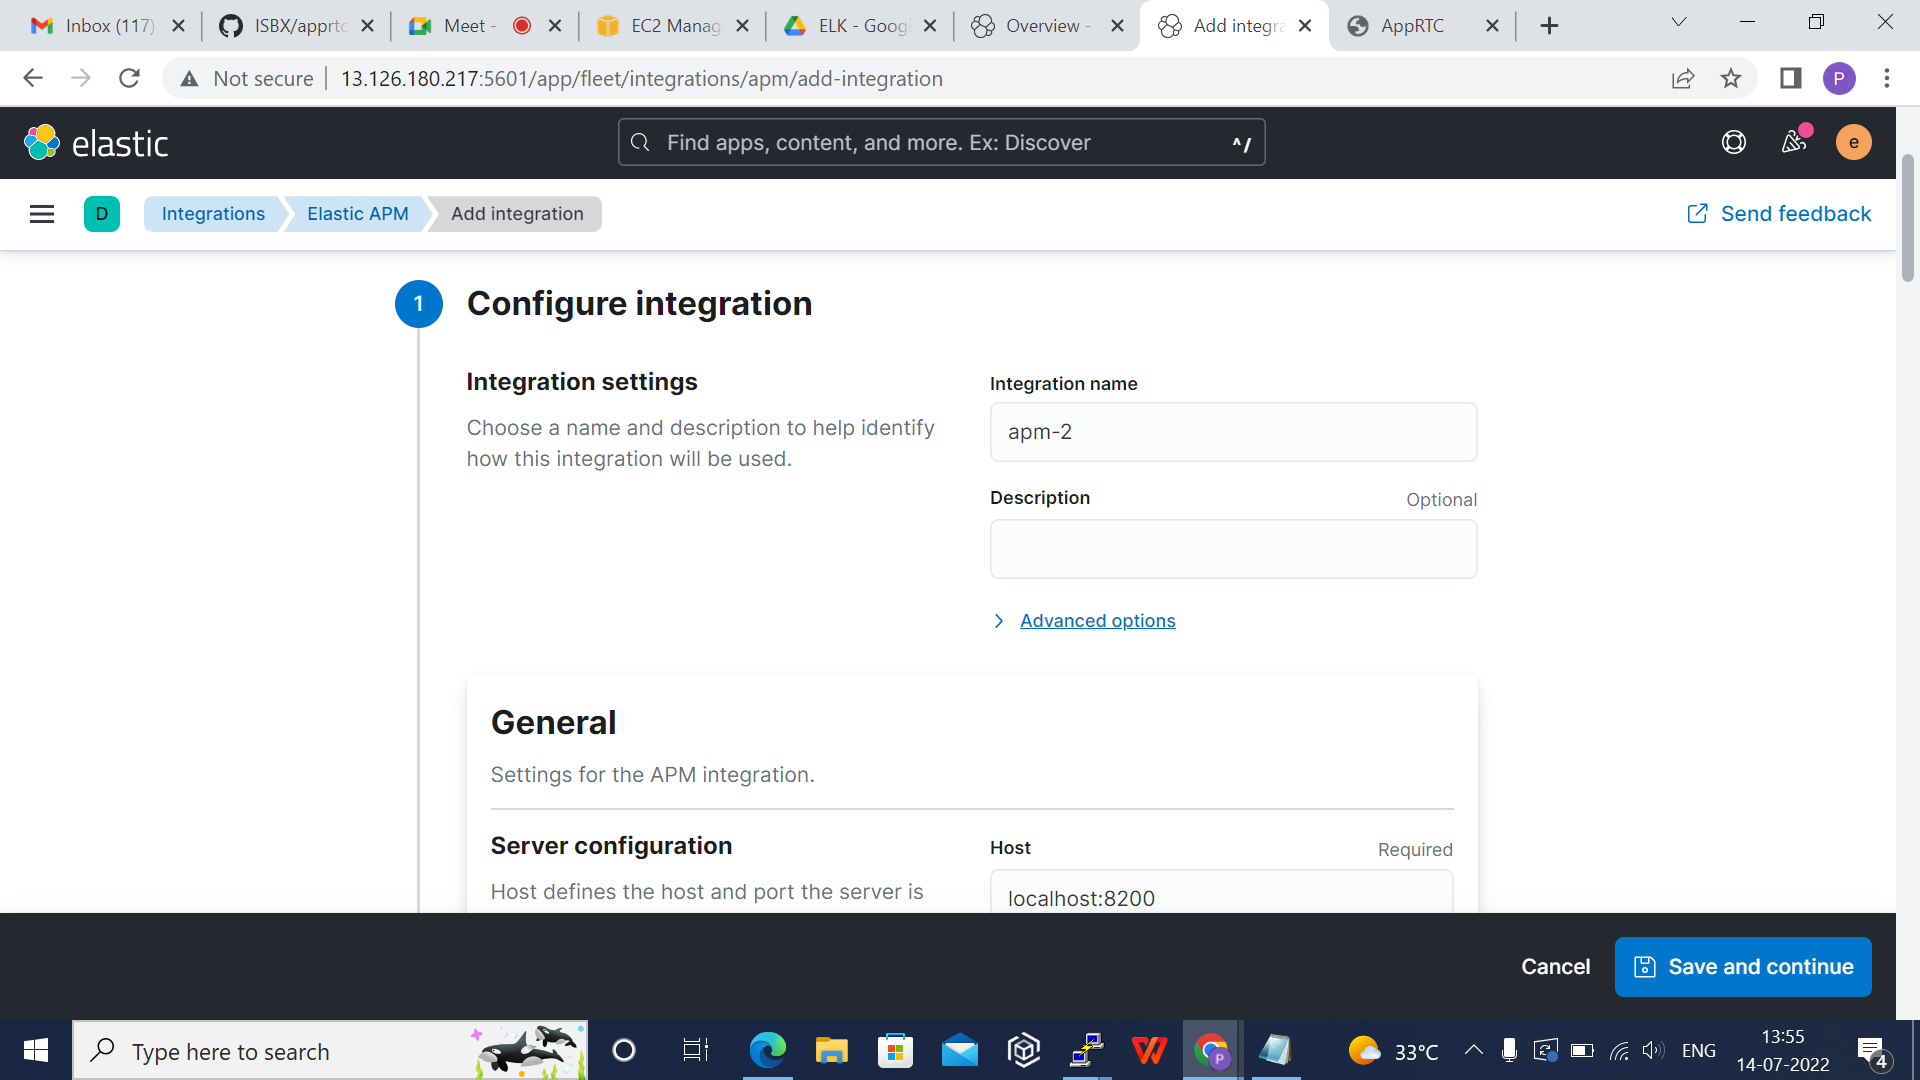 Inbox (117)
ISBX/apprtc
Meet -
EC2 Manag
ELK - Goog
Overview -
Add integra
AppRTC
Not secure
13.126.180.217:5601/app/fleet/integrations/apm/add-integration
P
elastic
Find apps, content, and more. Ex: Discover
^/
e
D
Integrations
Elastic APM
Add integration
Send feedback
1
Configure integration
Integration settings
Choose a name and description to help identify
how this integration will be used.
Integration name
apm-2
Description
Optional
Advanced options
General
Settings for the APM integration.
Server configuration
Host
Required
Host defines the host and port the server is
localhost:8200
Cancel
Save and continue
Type here to search
P
33°C
ENG
13:55
14-07-2022
4